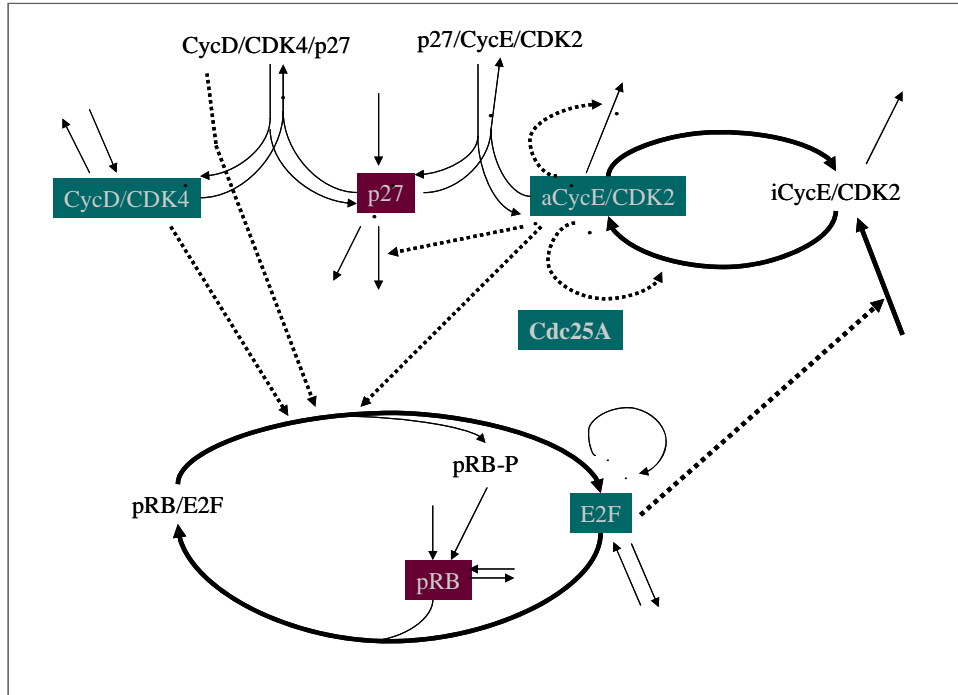 CycD/CDK4/p27
p27/CycE/CDK2
CycD/CDK4
p27
aCycE/CDK2
iCycE/CDK2
Cdc25A
pRB-P
pRB/E2F
E2F
pRB